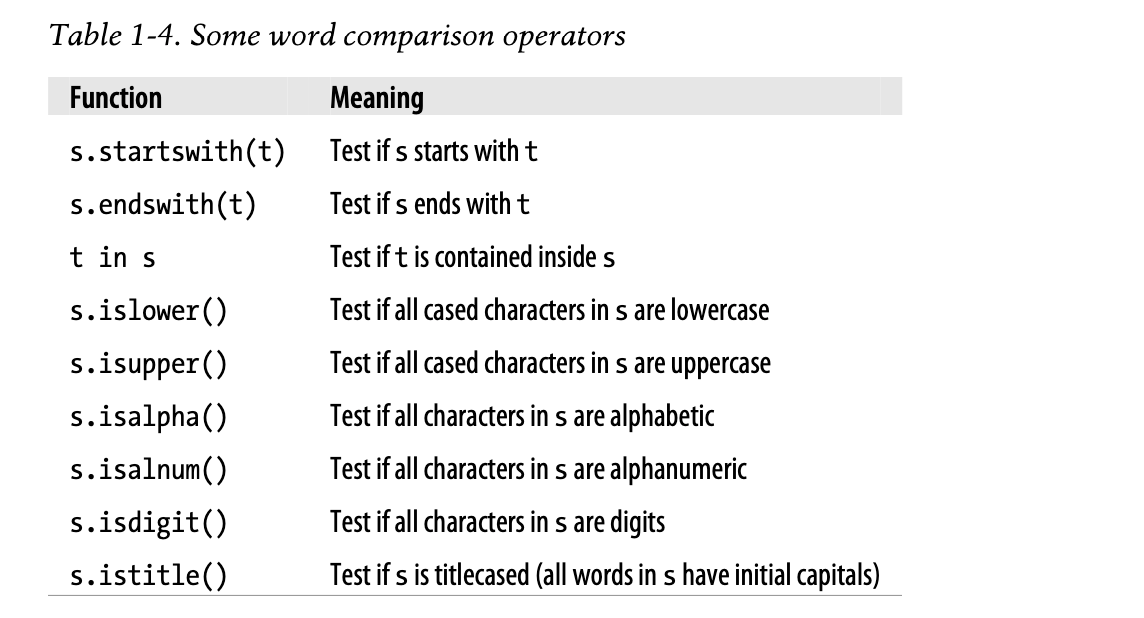 Table 1-4. Some word comparison operators
Function Meaning
s.startswith(t) Test if s starts with t
s.endswith(t) Test if s ends with t
t in s Test if t is contained inside s
s.islower() Test if all cased characters in s are lowercase
s.isupper() Test if all cased characters in s are uppercase
s.isalpha() Test if all characters in s are alphabetic
s.isalnum() Test if all characters in s are alphanumeric
s.isdigit() Test if all characters in s are digits
s.istitle() Test if s is titlecased (all words in s have initial capitals)